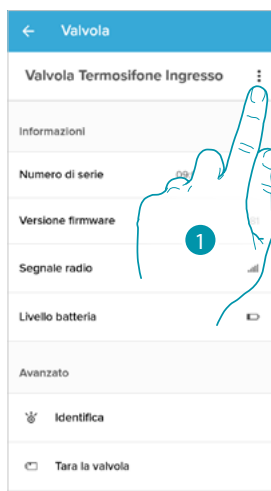 Valvola
Valvola Termosifone Ingresso
Informazioni
Numero di serie
Versione firmware
1
Segnale radio
Livello batteria
Avanzato
Identifica
Tara la valvola